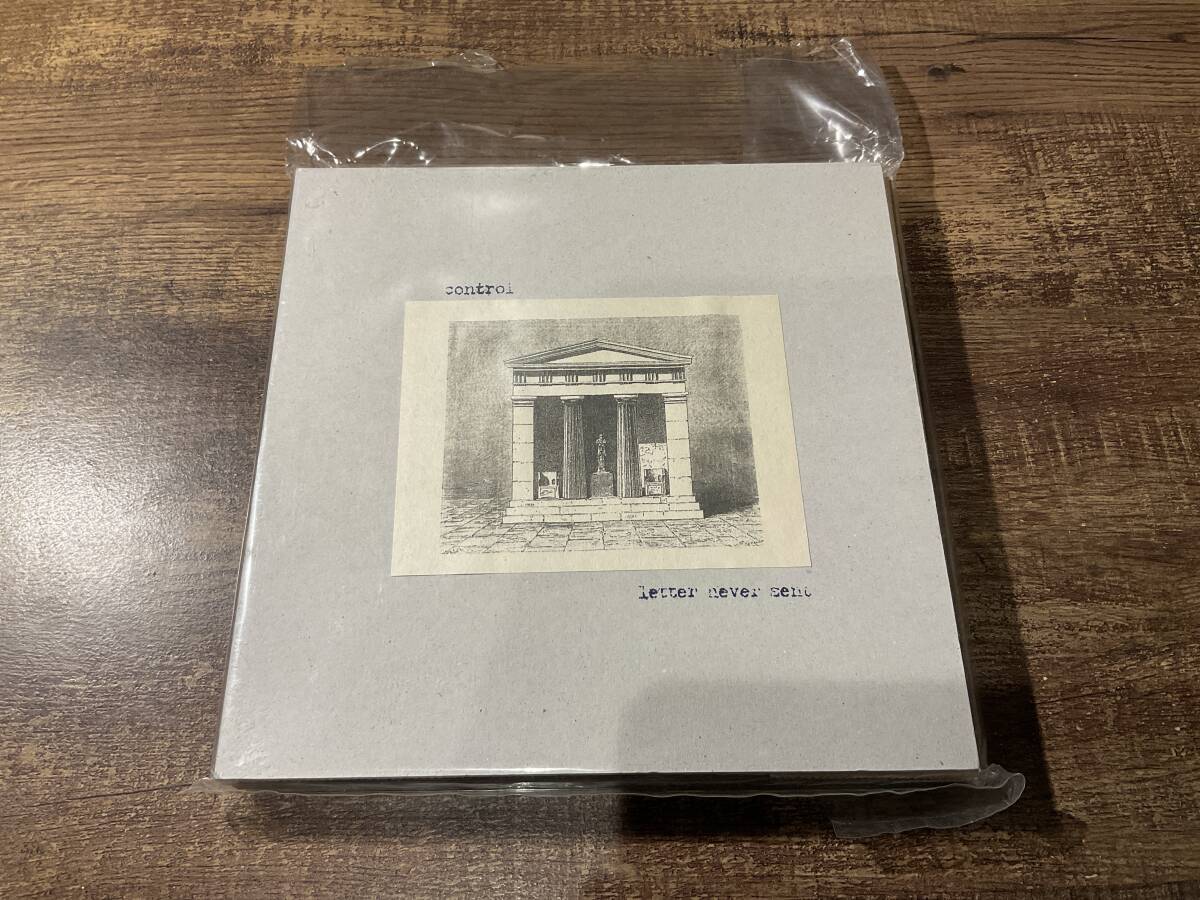 control
letter never sent